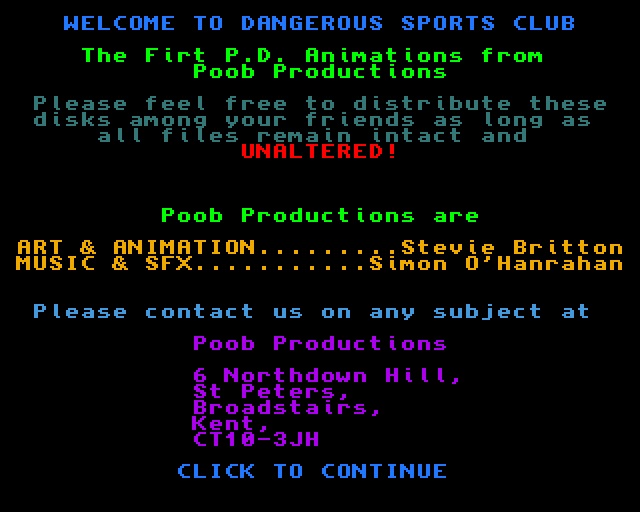 WELCOME TO DANGEROUS SPORTS CLUB
The Firt P.D. Animations from
Poob Productions
Please feel free to distribute these
disks among your friends as long as
all files remain intact and
UNALTERED!
Poob Productions are
ART & ANIMATION.........Stevie Britton
MUSIC & SFX...........Simon O'Hanrahan
Please contact us on any subject at
Poob Productions
6 Northdown Hill,
St Peters,
Broadstairs,
Kent,
CT10-3JH
CLICK TO CONTINUE